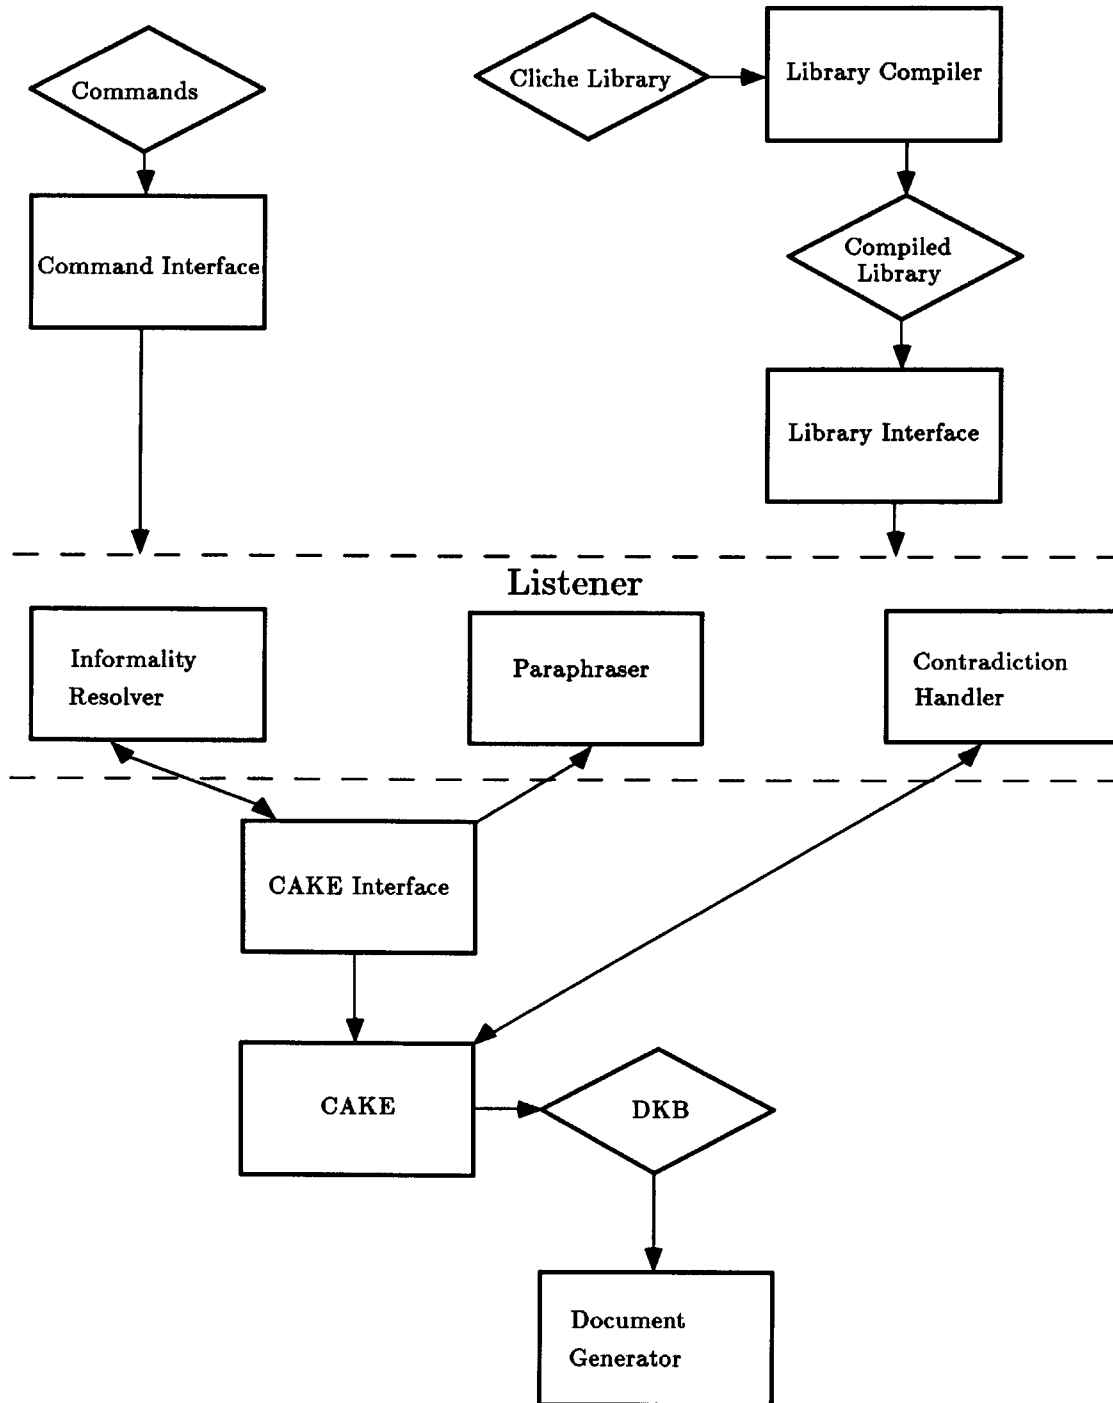 Commands
Cliche Library
Library Compiler
Command Interface
Compiled
Library
Library Interface
Listener
Informality
Resolver
Paraphraser
Contradiction
Handler
CAKE Interface
CAKE
DKB
Document
Generator